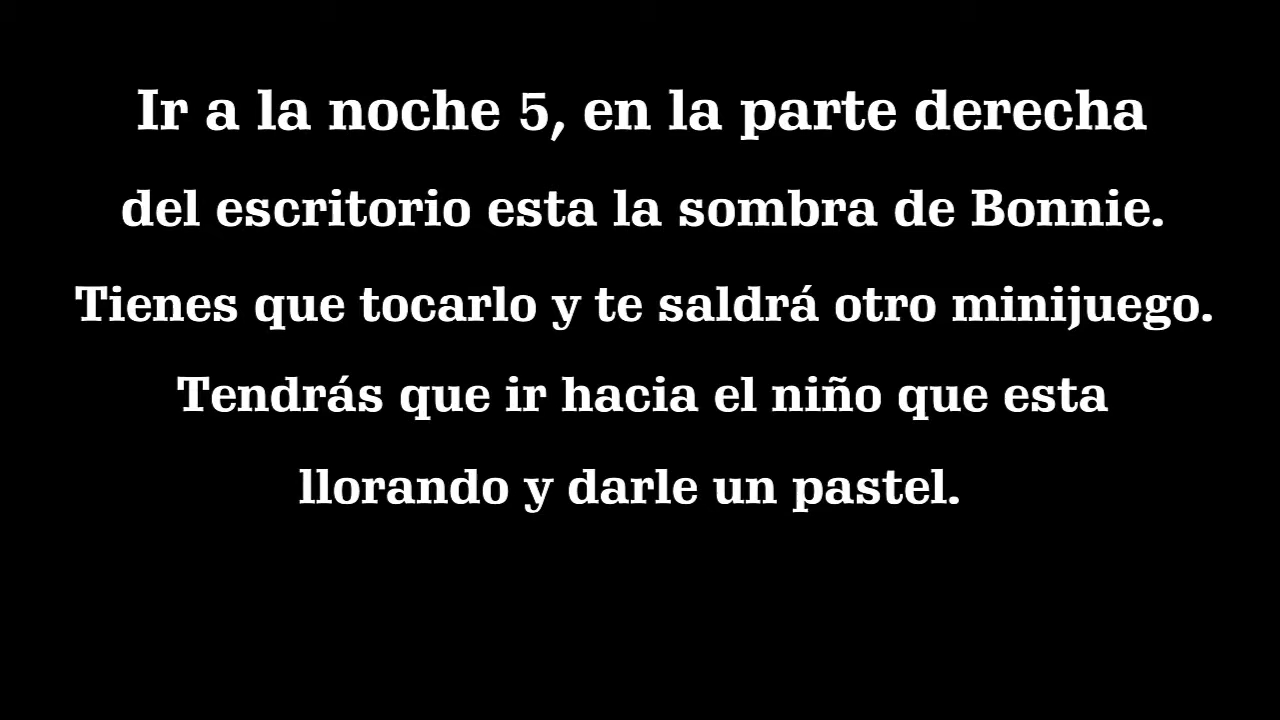 Ir a la noche 5, en la parte derecha
del escritorio esta la sombra de Bonnie.
Tienes que tocarlo y te saldrá otro minijuego.
Tendrás que ir hacia el niño que esta
llorando y darle un pastel.